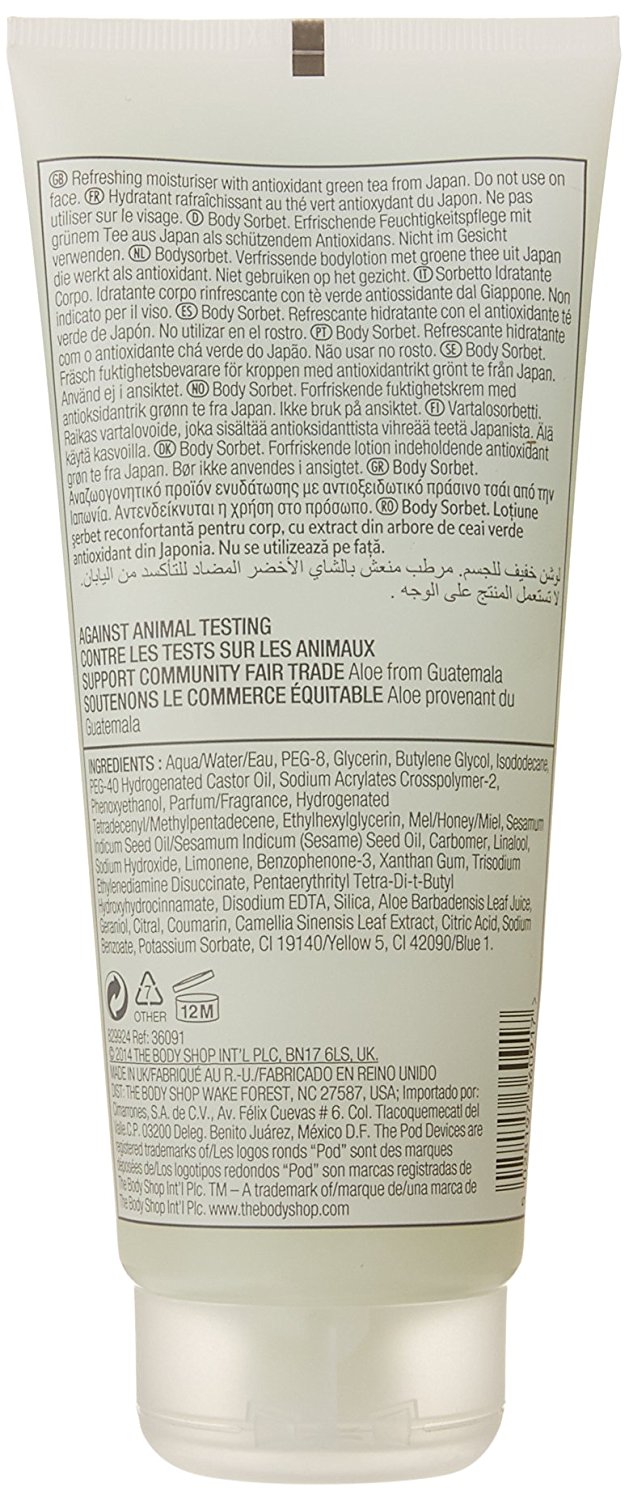 GB Refreshing moisturiser with antioxidant green tea from Japan. Do not use on
face. FR Hydratant rafraîchissant au thé vert antioxydant du Japon. Ne pas
utiliser sur le visage. D Body Sorbet. Erfrischende Feuchtigkeitspflege mit
grünem Tee aus Japan als schützendem Antioxidans. Nicht im Gesicht
verwenden. NL Bodysorbet. Verfrissende bodylotion met groene thee uit Japan
die werkt als antioxidant. Niet gebruiken op het gezicht. IT Sorbetto Idratante
Corpo. Idratante corpo rinfrescante con tè verde antiossidante dal Giappone. Non
indicato per il viso. ES Body Sorbet. Refrescante hidratante con el antioxidante té
verde de Japón. No utilizar en el rostro. PT Body Sorbet. Refrescante hidratante
com o antioxidante chá verde do Japão. Não usar no rosto. SE Body Sorbet.
Fräsch fuktighetsbevarare för kroppen med antioxidantrikt grönt te från Japan.
Använd ej i ansiktet. NO Body Sorbet. Forfriskende fuktighetskrem med
antioksidantrik grønn te fra Japan. Ikke bruk på ansiktet. FI Vartalosorbetti.
Raikas vartalovoide, joka sisältää antioksidanttista vihreää teetä Japanista. Älä
käytä kasvoilla. DK Body Sorbet. Forfriskende lotion indeholdende antioxidant
grøn te fra Japan. Bør ikke anvendes i ansigtet. GR Body Sorbet.
Αναζωογονητικό προϊόν ενυδάτωσης με αντιοξειδωτικό πράσινο τσάι από την
Ιαπωνία. Αντενδείκνυται η χρήση στο πρόσωπο. RO Body Sorbet. Loțiune
șerbet reconfortantă pentru corp, cu extract din arbore de ceai verde
antioxidant din Japonia. Nu se utilizează pe față.
لوشن خفيف للجسم. مرطب منعش بالشاي الأخضر المضاد للتأكسد من اليابان.
لا تستعمل المنتج على الوجه.
AGAINST ANIMAL TESTING
CONTRE LES TESTS SUR LES ANIMAUX
SUPPORT COMMUNITY FAIR TRADE Aloe from Guatemala
SOUTENONS LE COMMERCE ÉQUITABLE Aloe provenant du
Guatemala
INGREDIENTS : Aqua/Water/Eau, PEG-8, Glycerin, Butylene Glycol, Isododecane,
PEG-40 Hydrogenated Castor Oil, Sodium Acrylates Crosspolymer-2,
Phenoxyethanol, Parfum/Fragrance, Hydrogenated
Tetradecenyl/Methylpentadecene, Ethylhexylglycerin, Mel/Honey/Miel, Sesamum
Indicum Seed Oil/Sesamum Indicum (Sesame) Seed Oil, Carbomer, Linalool,
Sodium Hydroxide, Limonene, Benzophenone-3, Xanthan Gum, Trisodium
Ethylenediamine Disuccinate, Pentaerythrityl Tetra-Di-t-Butyl
Hydroxyhydrocinnamate, Disodium EDTA, Silica, Aloe Barbadensis Leaf Juice,
Geraniol, Citral, Coumarin, Camellia Sinensis Leaf Extract, Citric Acid, Sodium
Benzoate, Potassium Sorbate, CI 19140/Yellow 5, CI 42090/Blue 1.
7
OTHER
12M
829924 Ref: 36091
© 2014 THE BODY SHOP INT'L PLC, BN17 6LS, UK.
MADE IN UK/FABRIQUÉ AU R.-U./FABRICADO EN REINO UNIDO
DIST: THE BODY SHOP WAKE FOREST, NC 27587, USA; Importado por:
Cimarrones, S.A. de C.V., Av. Félix Cuevas # 6. Col. Tlacoquemecatl del
Valle.C.P. 03200 Deleg. Benito Juárez, México D.F. The Pod Devices are
registered trademarks of/Les logos ronds "Pod" sont des marques
déposées de/Los logotipos redondos "Pod" son marcas registradas de
The Body Shop Int'l Plc. TM – A trademark of/marque de/una marca de
The Body Shop Int'l Plc. www.thebodyshop.com